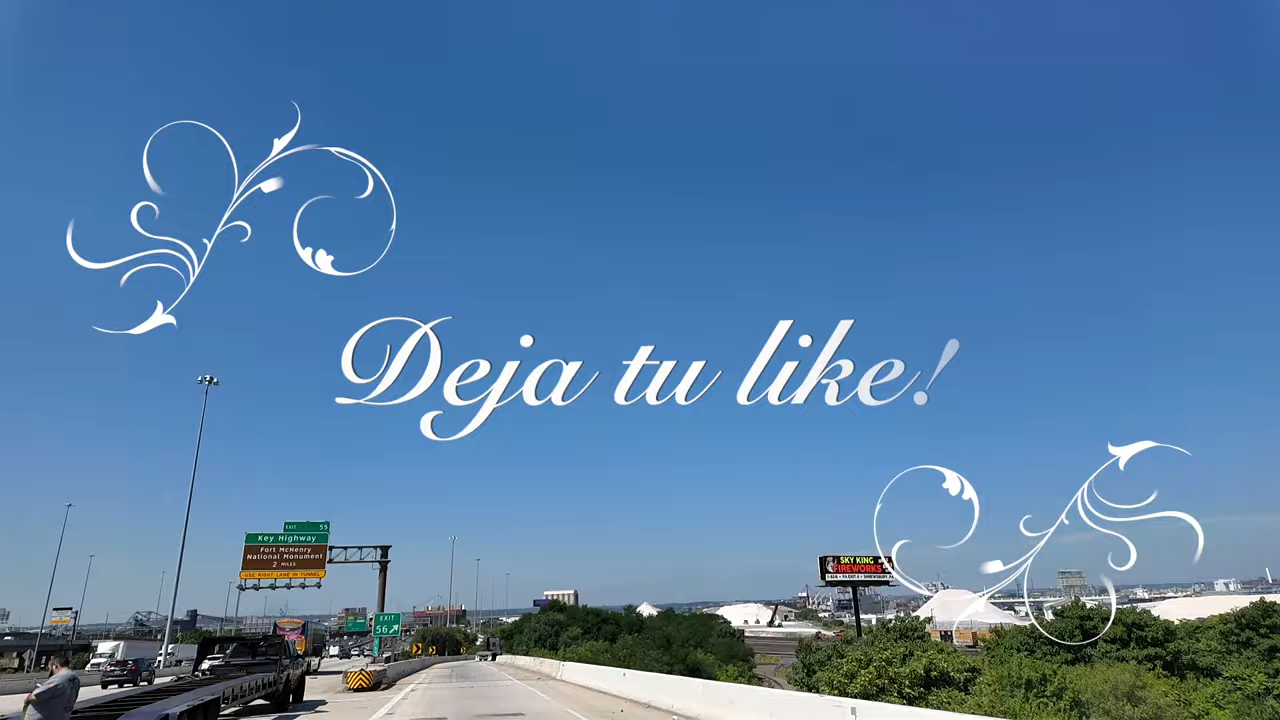 Deja tu like!
EXIT 55
Key Highway
Fort McHenry
National Monument
2 MILES
USE RIGHT LANE IN TUNNEL
SKY KING
FIREWORKS
EXIT
56